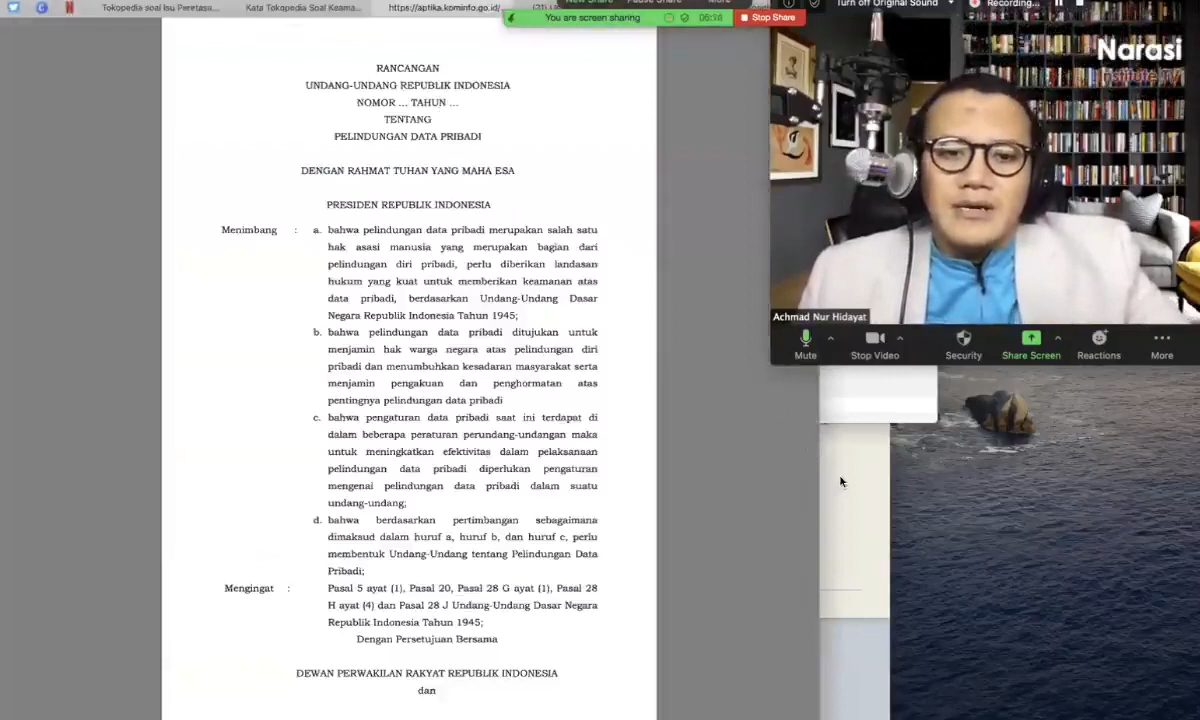 Tokopedia soal Isu Peretasa...
Kata Tokopedia Soal Keama...
https://aptika.kominfo.go.id/
You are screen sharing
Stop Share
Turn off Original Sound
Recording...
Narasi
Institute TV
RANCANGAN
UNDANG-UNDANG REPUBLIK INDONESIA
NOMOR ... TAHUN ...
TENTANG
PELINDUNGAN DATA PRIBADI
DENGAN RAHMAT TUHAN YANG MAHA ESA
PRESIDEN REPUBLIK INDONESIA
Menimbang : a. bahwa pelindungan data pribadi merupakan salah satu
hak asasi manusia yang merupakan bagian dari
pelindungan diri pribadi, perlu diberikan landasan
hukum yang kuat untuk memberikan keamanan atas
data pribadi, berdasarkan Undang-Undang Dasar
Negara Republik Indonesia Tahun 1945;
b. bahwa pelindungan data pribadi ditujukan untuk
menjamin hak warga negara atas pelindungan diri
pribadi dan menumbuhkan kesadaran masyarakat serta
menjamin pengakuan dan penghormatan atas
pentingnya pelindungan data pribadi
c. bahwa pengaturan data pribadi saat ini terdapat di
dalam beberapa peraturan perundang-undangan maka
untuk meningkatkan efektivitas dalam pelaksanaan
pelindungan data pribadi diperlukan pengaturan
mengenai pelindungan data pribadi dalam suatu
undang-undang;
d. bahwa berdasarkan pertimbangan sebagaimana
dimaksud dalam huruf a, huruf b, dan huruf c, perlu
membentuk Undang-Undang tentang Pelindungan Data
Pribadi;
Mengingat : Pasal 5 ayat (1), Pasal 20, Pasal 28 G ayat (1), Pasal 28
H ayat (4) dan Pasal 28 J Undang-Undang Dasar Negara
Republik Indonesia Tahun 1945;
Dengan Persetujuan Bersama
DEWAN PERWAKILAN RAKYAT REPUBLIK INDONESIA
dan
Achmad Nur Hidayat
Mute
Stop Video
Security
Share Screen
Reactions
More